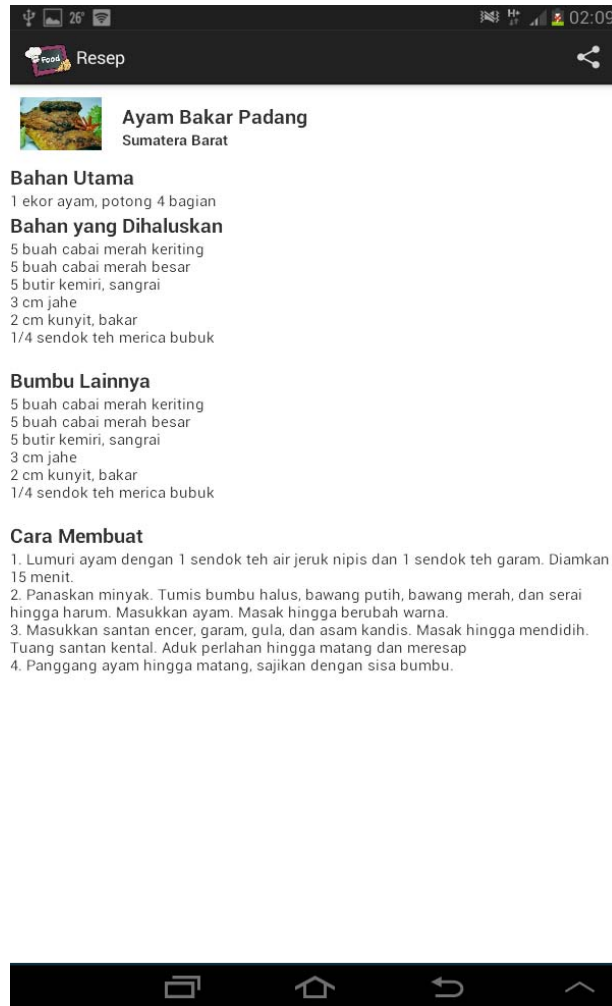 26°
H+
02:09
Food
Resep
Ayam Bakar Padang
Sumatera Barat
Bahan Utama
1 ekor ayam, potong 4 bagian
Bahan yang Dihaluskan
5 buah cabai merah keriting
5 buah cabai merah besar
5 butir kemiri, sangrai
3 cm jahe
2 cm kunyit, bakar
1/4 sendok teh merica bubuk
Bumbu Lainnya
5 buah cabai merah keriting
5 buah cabai merah besar
5 butir kemiri, sangrai
3 cm jahe
2 cm kunyit, bakar
1/4 sendok teh merica bubuk
Cara Membuat
1. Lumuri ayam dengan 1 sendok teh air jeruk nipis dan 1 sendok teh garam. Diamkan
15 menit.
2. Panaskan minyak. Tumis bumbu halus, bawang putih, bawang merah, dan serai
hingga harum. Masukkan ayam. Masak hingga berubah warna.
3. Masukkan santan encer, garam, gula, dan asam kandis. Masak hingga mendidih.
Tuang santan kental. Aduk perlahan hingga matang dan meresap
4. Panggang ayam hingga matang, sajikan dengan sisa bumbu.